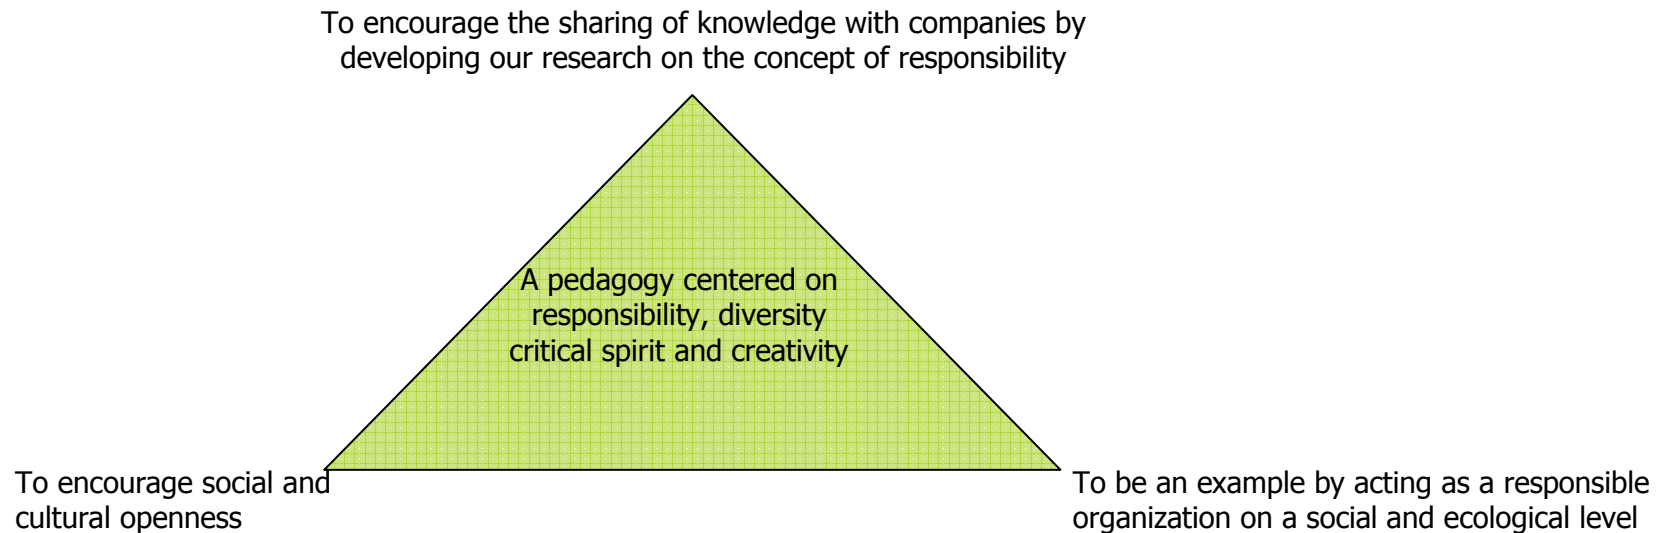 To encourage the sharing of knowledge with companies by
developing our research on the concept of responsibility
A pedagogy centered on
responsibility, diversity
critical spirit and creativity
To encourage social and
cultural openness
To be an example by acting as a responsible
organization on a social and ecological level